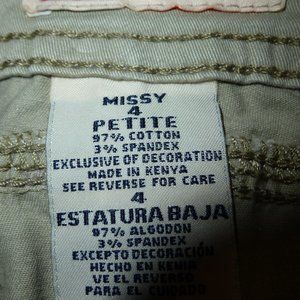 MISSY
4
PETITE
97% COTTON
3% SPANDEX
EXCLUSIVE OF DECORATION
MADE IN KENYA
SEE REVERSE FOR CARE
4
ESTATURA BAJA
97% ALGODON
3% SPANDEX
EXCEPTO DECORACIÓN
HECHO EN KENIA
VE EL REVERSO
PARA EL CUIDADO